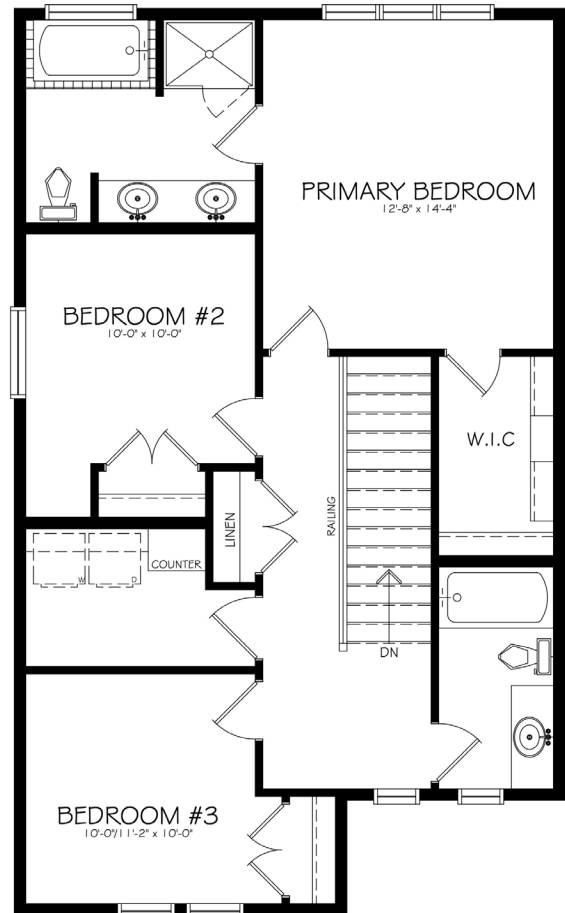 PRIMARY BEDROOM
12'-8" x 14'-4"
BEDROOM #2
10'-0" x 10'-0"
W.I.C
LINEN
RAILING
COUNTER
W
D
DN
BEDROOM #3
10'-0"/11'-2" x 10'-0"